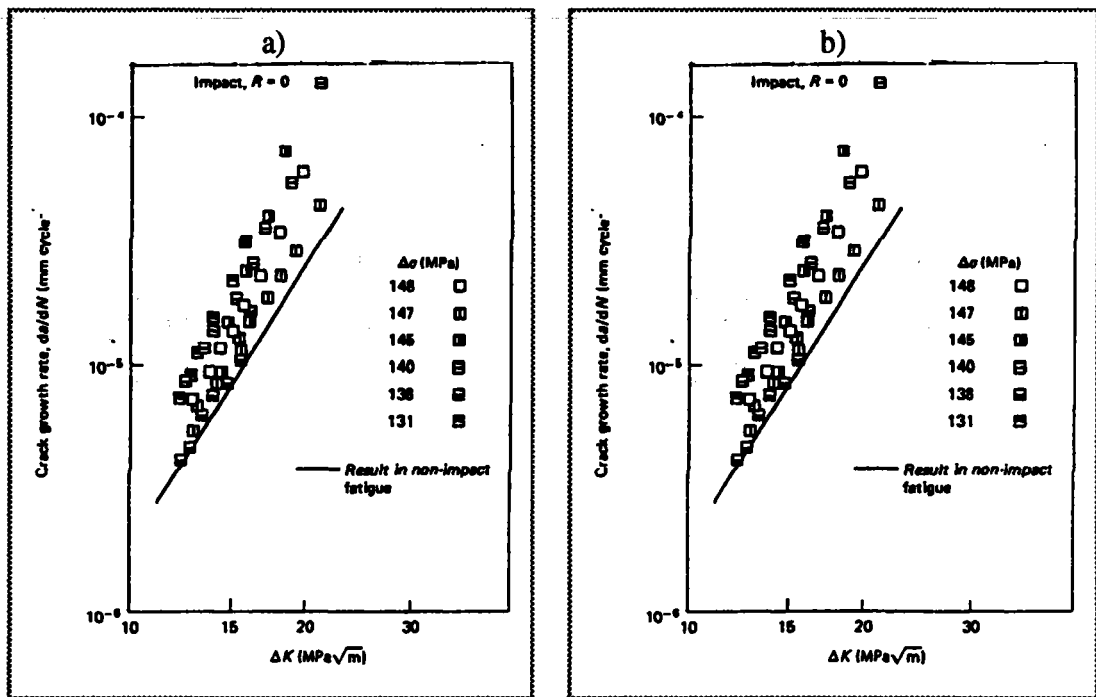 a)
Impact, R = 0
10⁻⁴
Crack growth rate, da/dN (mm cycle⁻
Δσ (MPa)
148
147
145
140
138
131
10⁻⁵
Result in non-impact
fatigue
10⁻⁶
10 15 20 30
ΔK (MPa√m)
b)
Impact, R = 0
10⁻⁴
Crack growth rate, da/dN (mm cycle⁻
Δσ (MPa)
148
147
145
140
138
131
10⁻⁵
Result in non-impact
fatigue
10⁻⁶
10 15 20 30
ΔK (MPa√m)